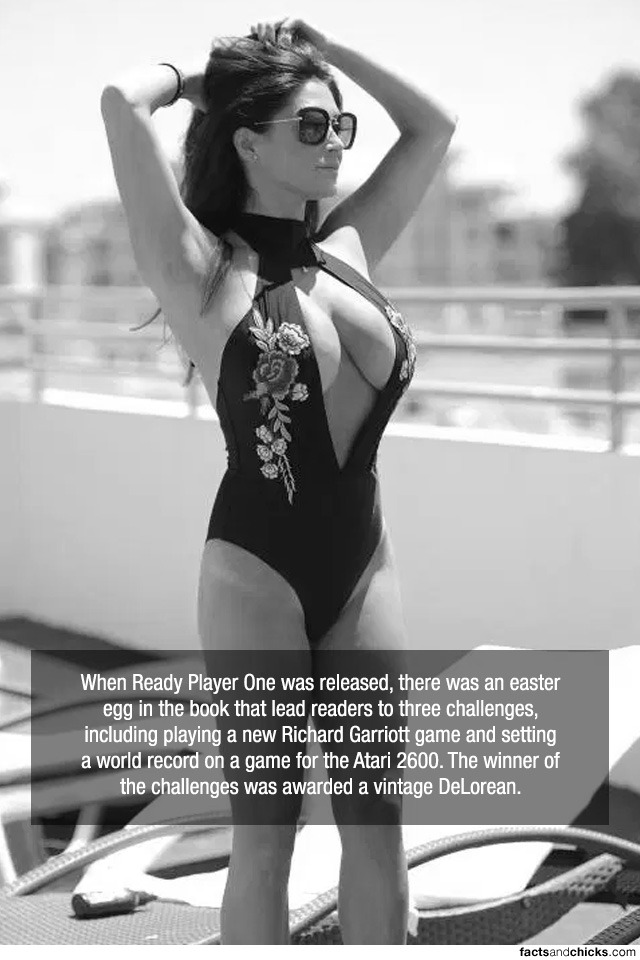 When Ready Player One was released, there was an easter
egg in the book that lead readers to three challenges,
including playing a new Richard Garriott game and setting
a world record on a game for the Atari 2600. The winner of
the challenges was awarded a vintage DeLorean.
factsandchicks.com